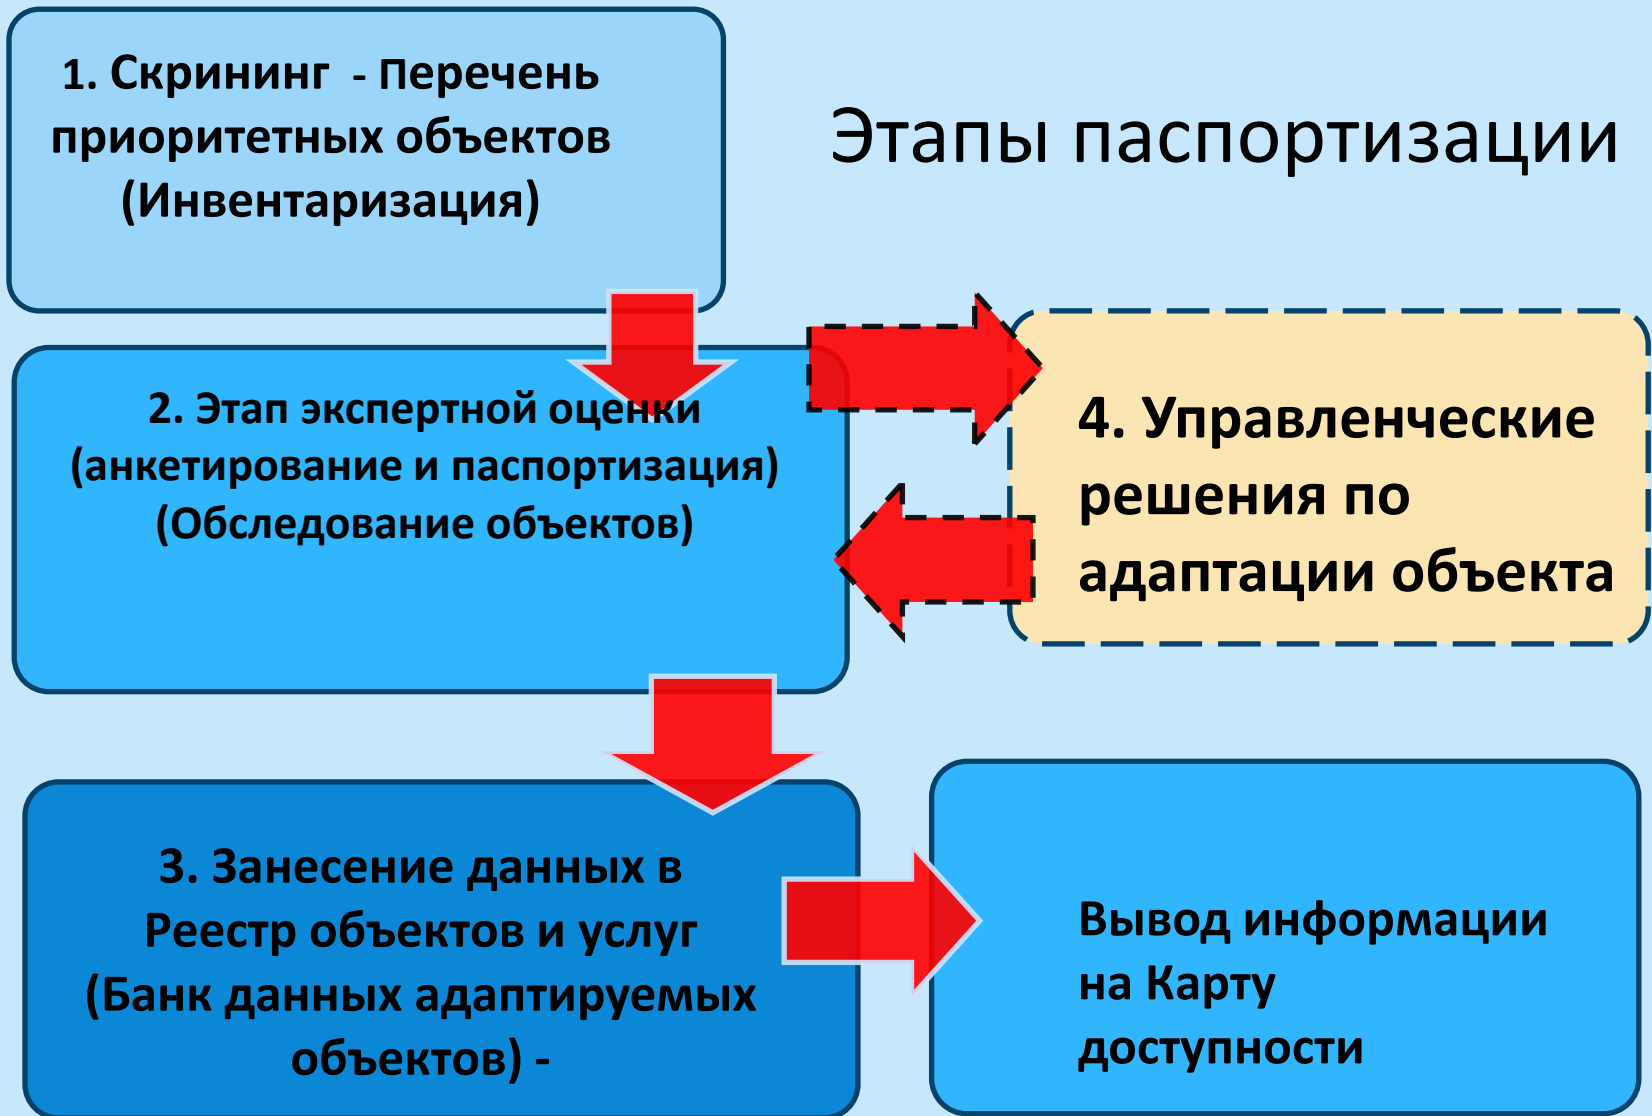 1. Скрининг - Перечень
приоритетных объектов
(Инвентаризация)
Этапы паспортизации
2. Этап экспертной оценки
(анкетирование и паспортизация)
(Обследование объектов)
4. Управленческие
решения по
адаптации объекта
3. Занесение данных в
Реестр объектов и услуг
(Банк данных адаптируемых
объектов) -
Вывод информации
на Карту
доступности